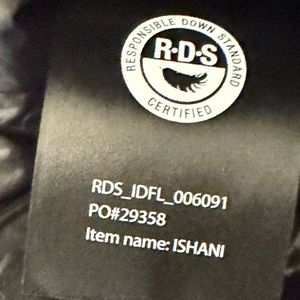 RESPONSIBLE DOWN STANDARD
R·D·S
CERTIFIED
RDS_IDFL_006091
PO#29358
Item name: ISHANI